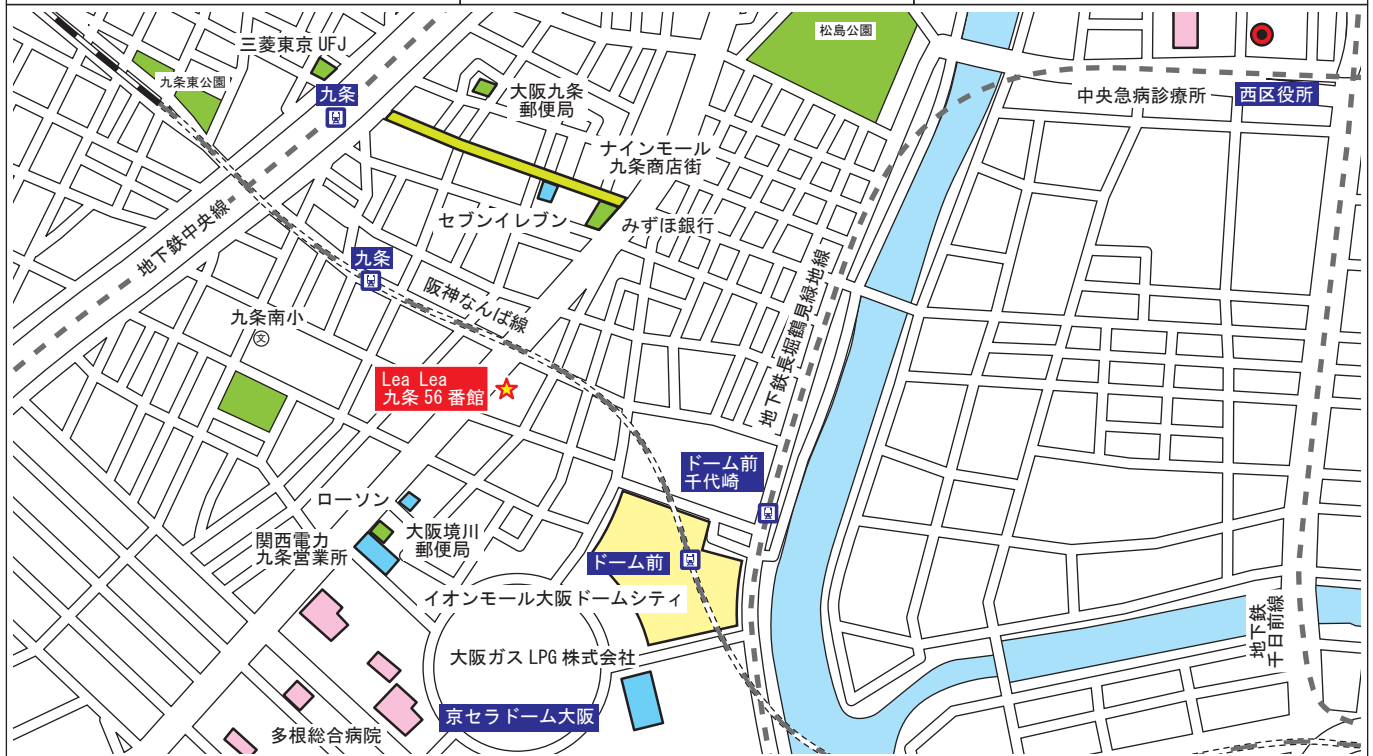 松島公園
三菱東京 UFJ
九条東公園
九条
大阪九条
郵便局
中央急病診療所
西区役所
ナインモール
九条商店街
セブンイレブン
みずほ銀行
地下鉄中央線
九条
阪神なんば線
地下鉄長堀鶴見緑地線
九条南小
文
Lea Lea
九条 56 番館
ドーム前
千代崎
ローソン
大阪境川
郵便局
関西電力
九条営業所
ドーム前
イオンモール大阪ドームシティ
地下鉄
千日前線
大阪ガス LPG 株式会社
京セラドーム大阪
多根総合病院